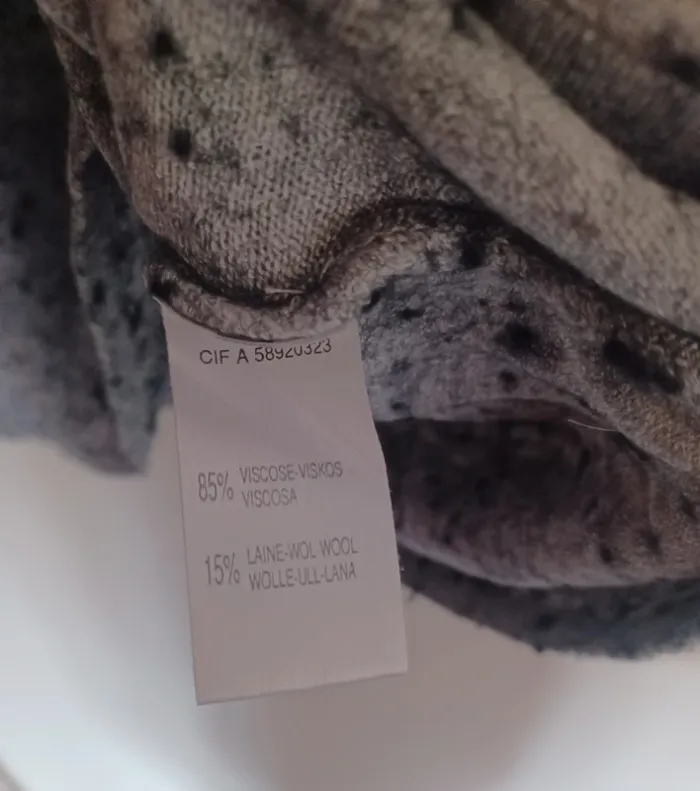 CIF A 58920323
85% VISCOSE-VISKOS
VISCOSA
15% LAINE-WOL-WOOL
WOLLE-ULL-LANA